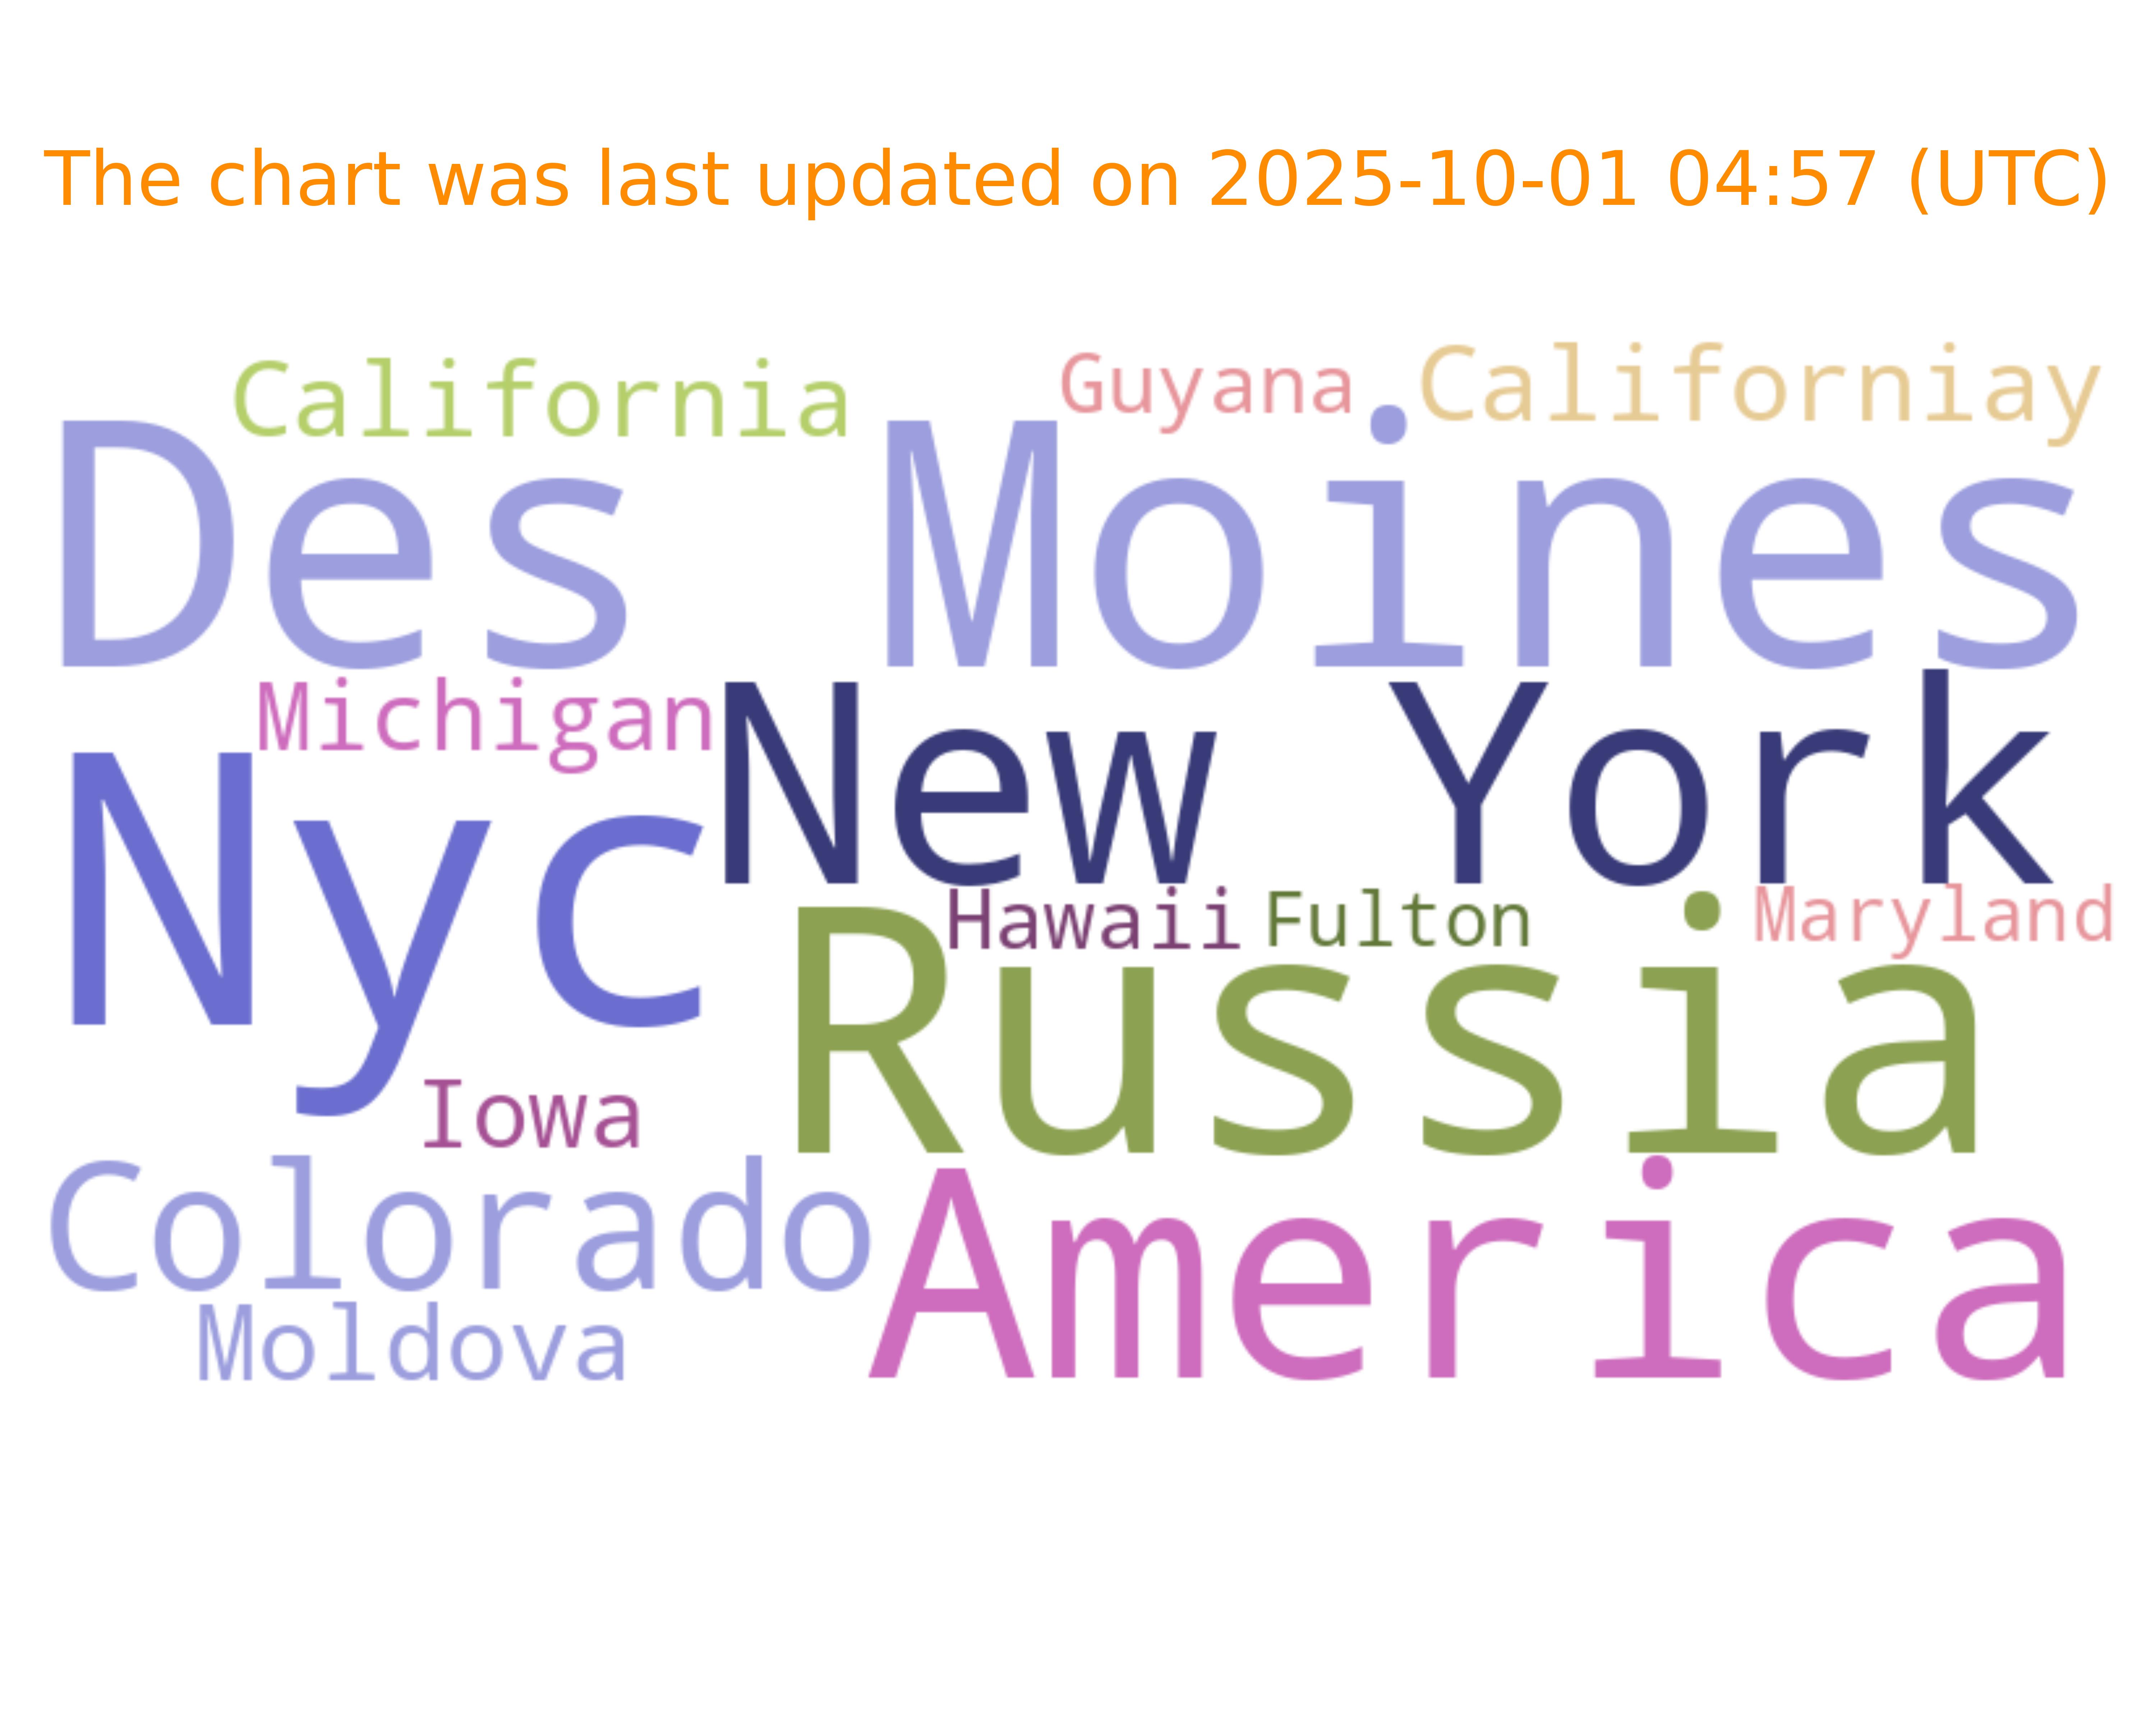 The chart was last updated on 2025-10-01 04:57 (UTC)
California
Guyana
Californiay
Des Moines
Michigan
New York
Nyc
Hawaii
Fulton
Maryland
Russia
Iowa
Colorado
America
Moldova